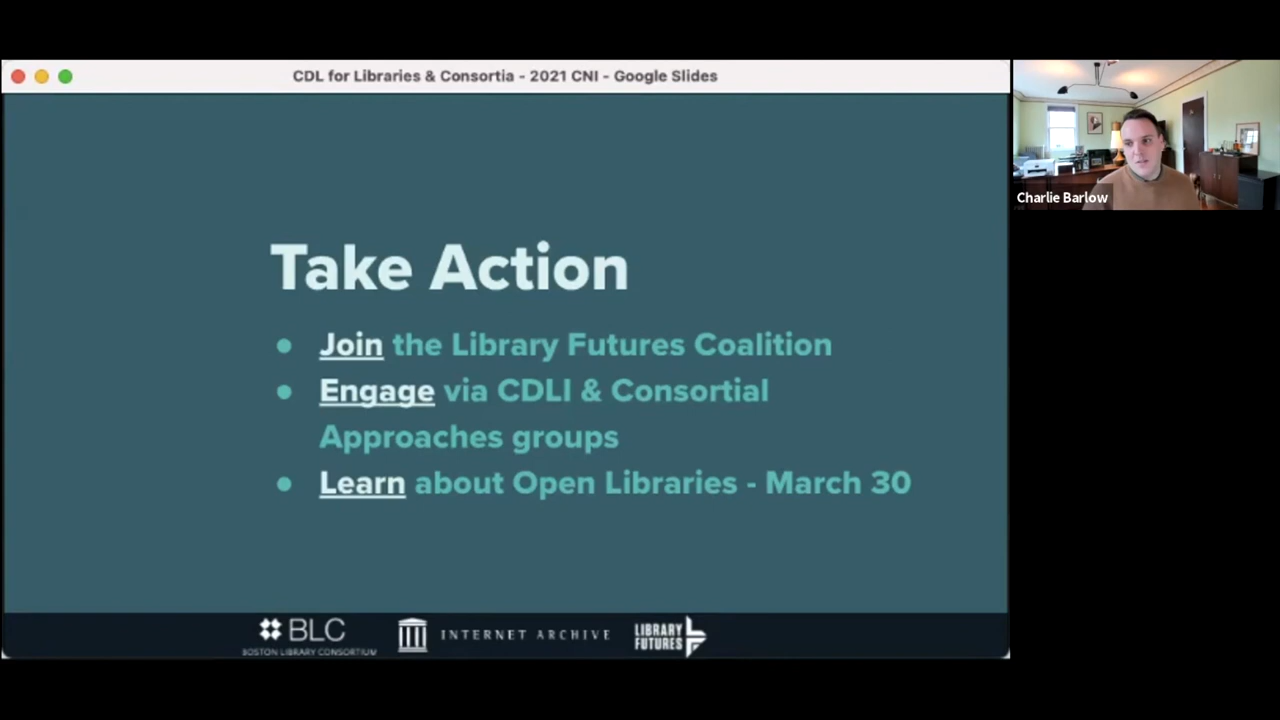 CDL for Libraries & Consortia - 2021 CNI - Google Slides
Charlie Barlow
Take Action
● Join the Library Futures Coalition
● Engage via CDLI & Consortial
Approaches groups
● Learn about Open Libraries - March 30
BLC
BOSTON LIBRARY CONSORTIUM
INTERNET ARCHIVE
LIBRARY
FUTURES